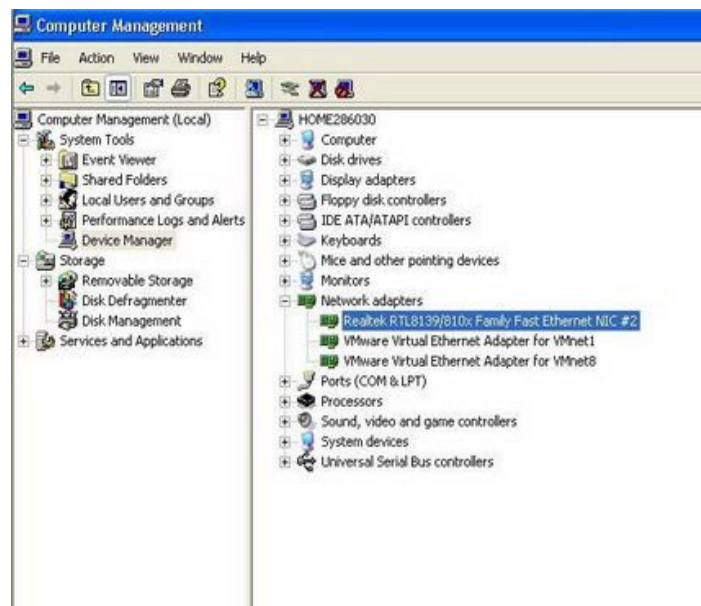 Computer Management
File Action View Window Help
Computer Management (Local)
System Tools
Event Viewer
Shared Folders
Local Users and Groups
Performance Logs and Alerts
Device Manager
Storage
Removable Storage
Disk Defragmenter
Disk Management
Services and Applications
HOME286030
Computer
Disk drives
Display adapters
Floppy disk controllers
IDE ATA/ATAPI controllers
Keyboards
Mice and other pointing devices
Monitors
Network adapters
Realtek RTL8139/810x Family Fast Ethernet NIC #2
VMware Virtual Ethernet Adapter for VMnet1
VMware Virtual Ethernet Adapter for VMnet8
Ports (COM & LPT)
Processors
Sound, video and game controllers
System devices
Universal Serial Bus controllers